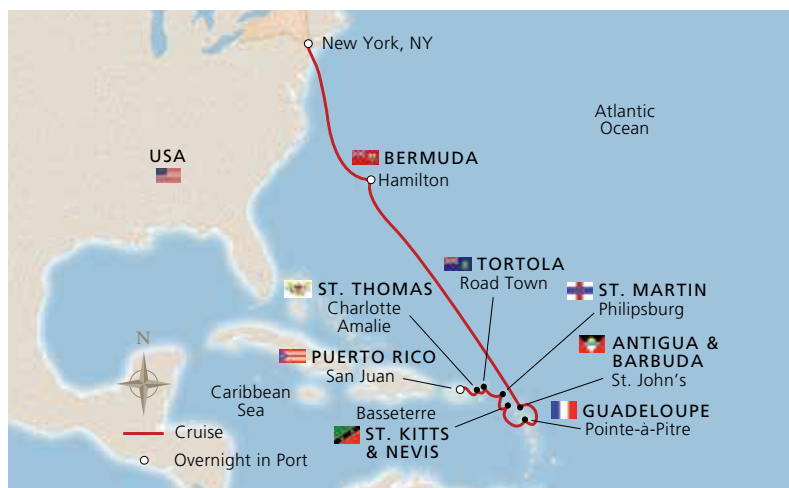 New York, NY
Atlantic
Ocean
USA
BERMUDA
Hamilton
TORTOLA
Road Town
ST. THOMAS
Charlotte
Amalie
ST. MARTIN
Philipsburg
ANTIGUA &
BARBUDA
St. John's
PUERTO RICO
San Juan
N
Caribbean
Sea
Basseterre
ST. KITTS
& NEVIS
GUADELOUPE
Pointe-à-Pitre
Cruise
Overnight in Port